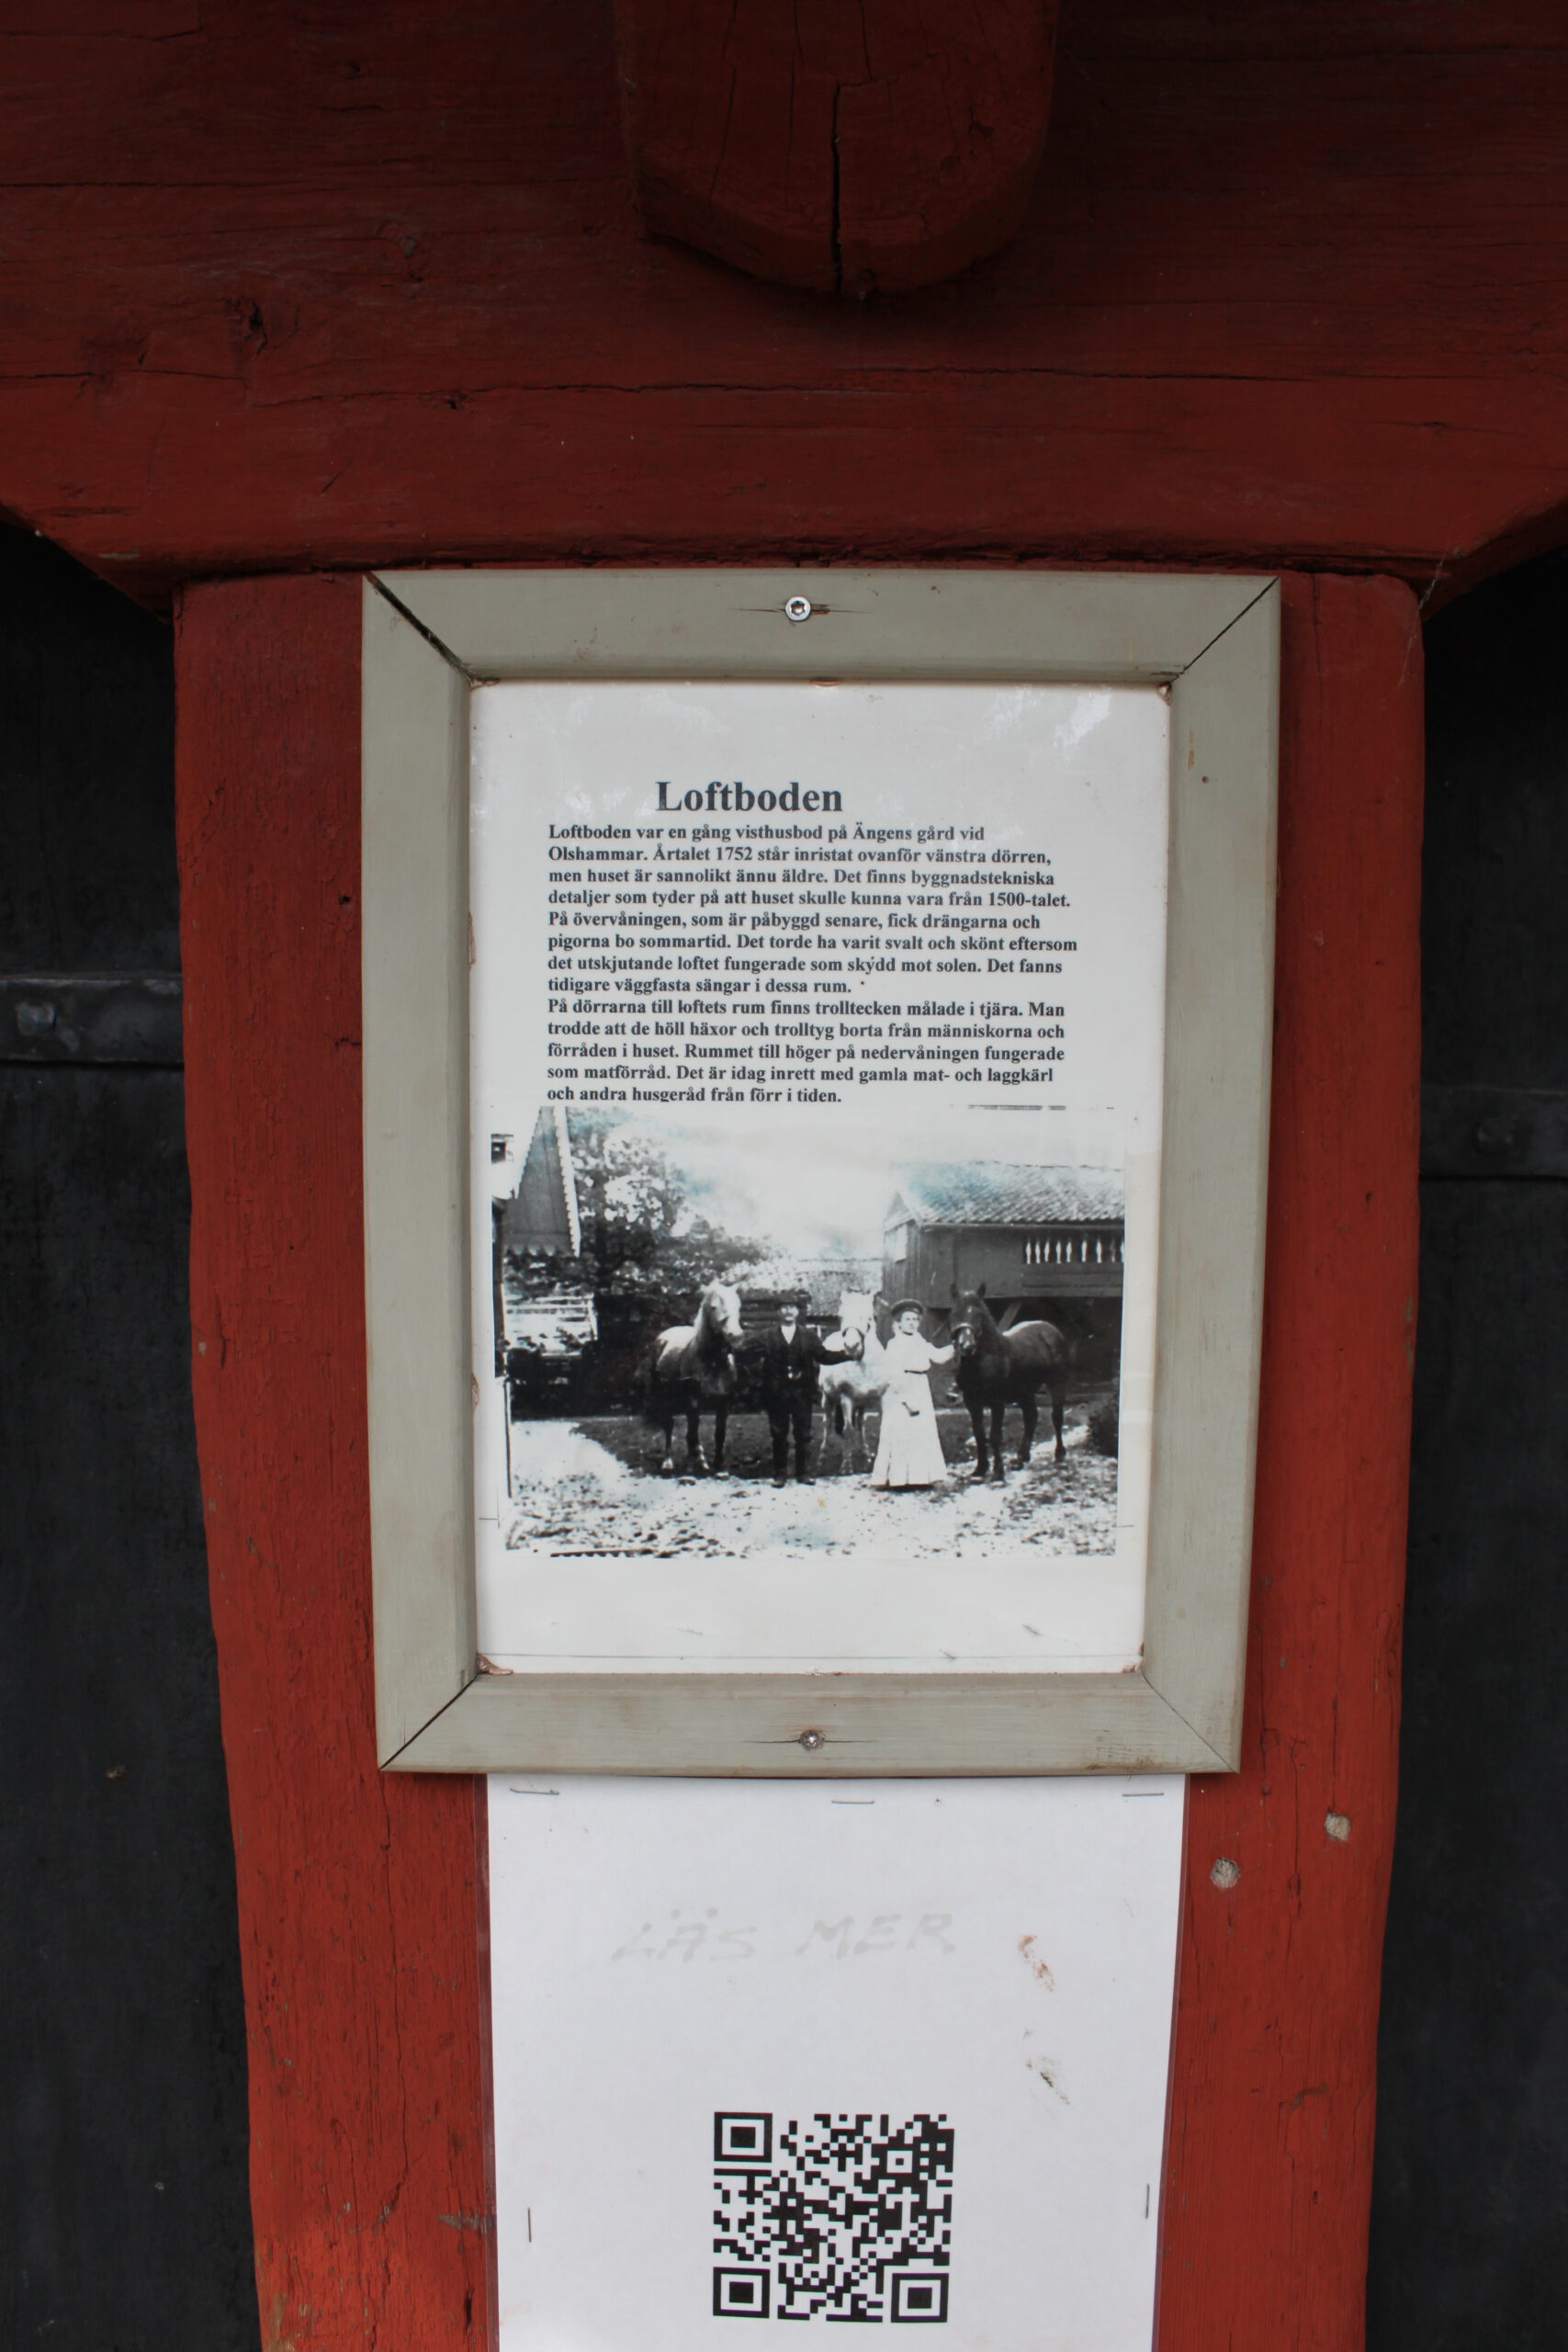 Loftboden
Loftboden var en gång visthusbod på Ängens gård vid
Olshammar. Årtalet 1752 står inristat ovanför vänstra dörren,
men huset är sannolikt ännu äldre. Det finns byggnadstekniska
detaljer som tyder på att huset skulle kunna vara från 1500-talet.
På övervåningen, som är påbyggd senare, fick drängarna och
pigorna bo sommartid. Det torde ha varit svalt och skönt eftersom
det utskjutande loftet fungerade som skydd mot solen. Det fanns
tidigare väggfasta sängar i dessa rum.
På dörrarna till loftets rum finns trolltecken målade i tjära. Man
trodde att de höll häxor och trolltyg borta från människorna och
förråden i huset. Rummet till höger på nedervåningen fungerade
som matförråd. Det är idag inrett med gamla mat- och laggkärl
och andra husgeråd från förr i tiden.
LÄS MER